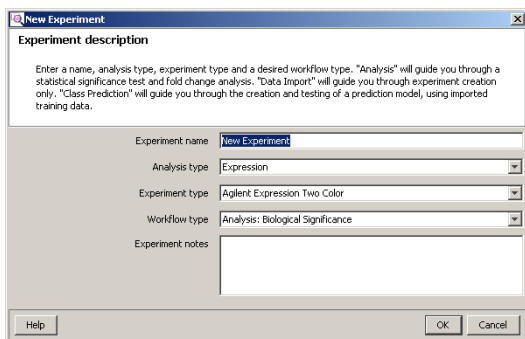 New Experiment
Experiment description
Enter a name, analysis type, experiment type and a desired workflow type. "Analysis" will guide you through a
statistical significance test and fold change analysis. "Data Import" will guide you through experiment creation
only. "Class Prediction" will guide you through the creation and testing of a prediction model, using imported
training data.
Experiment name New Experiment
Analysis type Expression
Experiment type Agilent Expression Two Color
Workflow type Analysis: Biological Significance
Experiment notes
Help OK Cancel